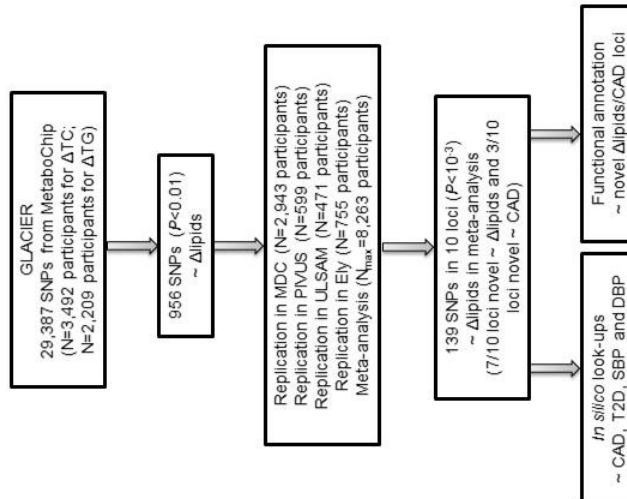 GLACIER
29,387 SNPs from MetaboChip
(N=3,492 participants for ΔTC;
N=2,209 participants for ΔTG)
956 SNPs (P<0.01)
~ Δlipids
Replication in MDC (N=2,943 participants)
Replication in PIVUS (N=599 participants)
Replication in ULSAM (N=471 participants)
Replication in Ely (N=755 participants)
Meta-analysis (Nmax=8,263 participants)
139 SNPs in 10 loci (P<10-3)
~ Δlipids in meta-analysis
(7/10 loci novel ~ Δlipids and 3/10
loci novel ~ CAD)
In silico look-ups
~ CAD, T2D, SBP and DBP
Functional annotation
~ novel Δlipids/CAD loci